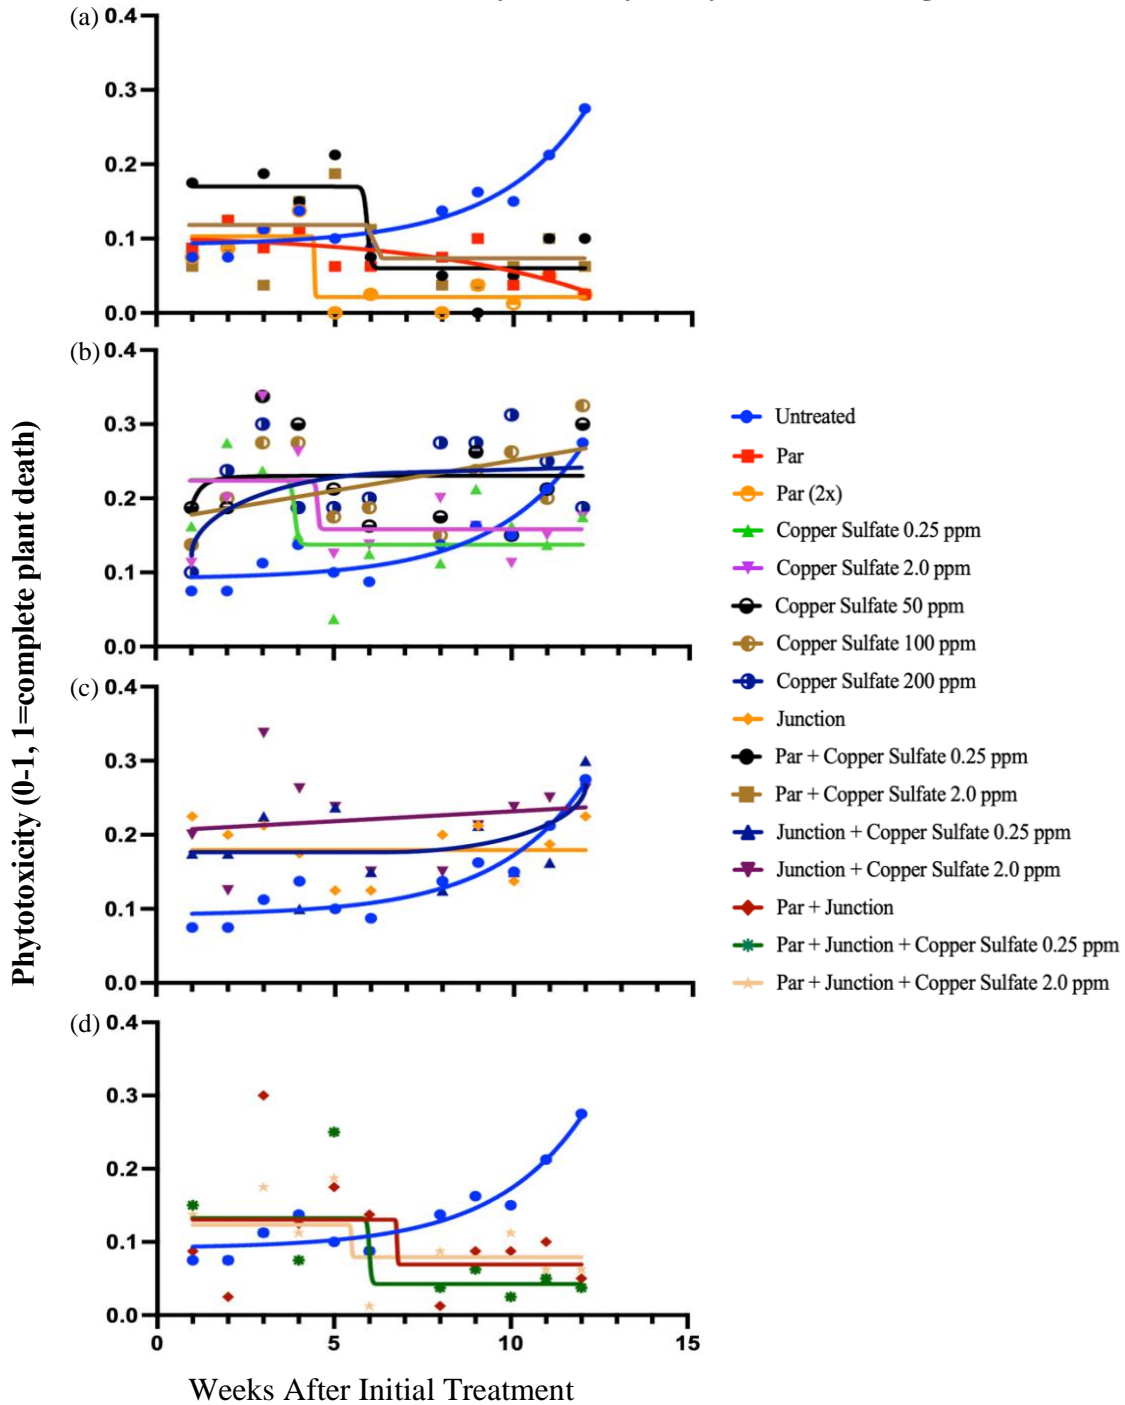 (a) 0.4
0.3
0.2
0.1
0.0
(b) 0.4
0.3
0.2
0.1
0.0
(c) 0.4
0.3
0.2
0.1
0.0
(d) 0.4
0.3
0.2
0.1
0.0
0 5 10 15
Weeks After Initial Treatment
Phytotoxicity (0-1, 1=complete plant death)
Untreated
Par
Par (2x)
Copper Sulfate 0.25 ppm
Copper Sulfate 2.0 ppm
Copper Sulfate 50 ppm
Copper Sulfate 100 ppm
Copper Sulfate 200 ppm
Junction
Par + Copper Sulfate 0.25 ppm
Par + Copper Sulfate 2.0 ppm
Junction + Copper Sulfate 0.25 ppm
Junction + Copper Sulfate 2.0 ppm
Par + Junction
Par + Junction + Copper Sulfate 0.25 ppm
Par + Junction + Copper Sulfate 2.0 ppm